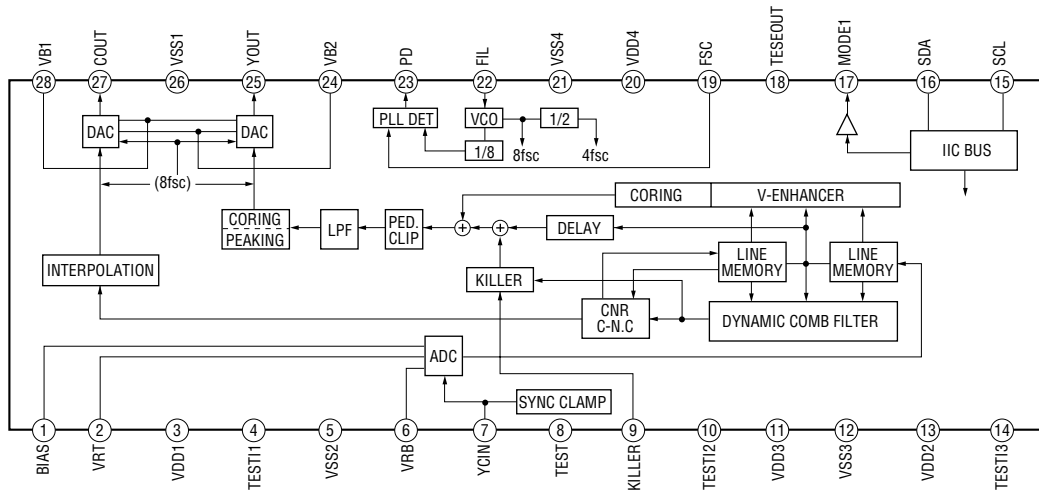 VB1
COUT
VSS1
YOUT
VB2
PD
FIL
VSS4
VDD4
FSC
TESEOUT
MODE1
SDA
SCL
28
27
26
25
24
23
22
21
20
19
18
17
16
15
DAC
DAC
PLL DET
VCO
1/2
1/8
8fsc
4fsc
IIC BUS
(8fsc)
CORING
V-ENHANCER
CORING
PEAKING
LPF
PED.
CLIP
+
+
DELAY
INTERPOLATION
KILLER
LINE
MEMORY
LINE
MEMORY
CNR
C-N.C
DYNAMIC COMB FILTER
ADC
SYNC CLAMP
1
2
3
4
5
6
7
8
9
10
11
12
13
14
BIAS
VRT
VDD1
TESTI1
VSS2
VRB
YCIN
TEST
KILLER
TESTI2
VDD3
VSS3
VDD2
TESTI3